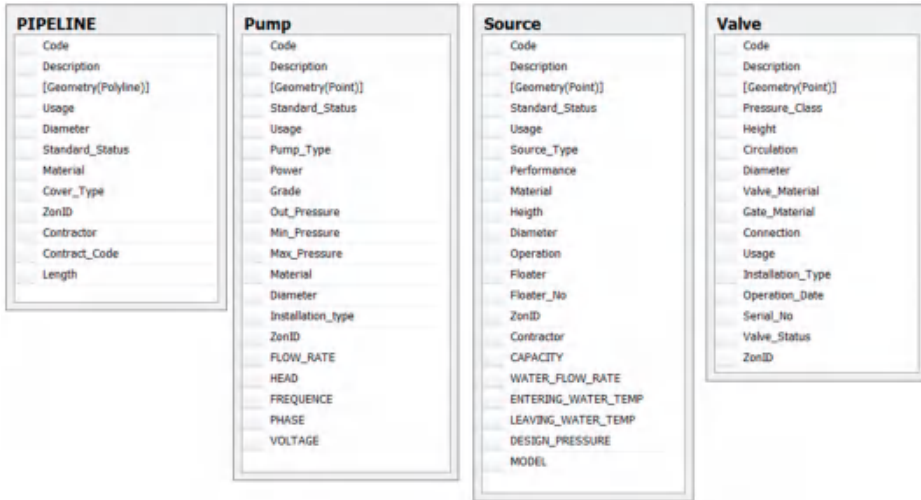 PIPELINE
Code
Description
[Geometry(Polyline)]
Usage
Diameter
Standard_Status
Material
Cover_Type
ZonID
Contractor
Contract_Code
Length
Pump
Code
Description
[Geometry(Point)]
Standard_Status
Usage
Pump_Type
Power
Grade
Out_Pressure
Min_Pressure
Max_Pressure
Material
Diameter
Installation_type
ZonID
FLOW_RATE
HEAD
FREQUENCE
PHASE
VOLTAGE
Source
Code
Description
[Geometry(Point)]
Standard_Status
Usage
Source_Type
Performance
Material
Heigth
Diameter
Operation
Floater
Floater_No
ZonID
Contractor
CAPACITY
WATER_FLOW_RATE
ENTERING_WATER_TEMP
LEAVING_WATER_TEMP
DESIGN_PRESSURE
MODEL
Valve
Code
Description
[Geometry(Point)]
Pressure_Class
Height
Circulation
Diameter
Valve_Material
Gate_Material
Connection
Usage
Installation_Type
Operation_Date
Serial_No
Valve_Status
ZonID